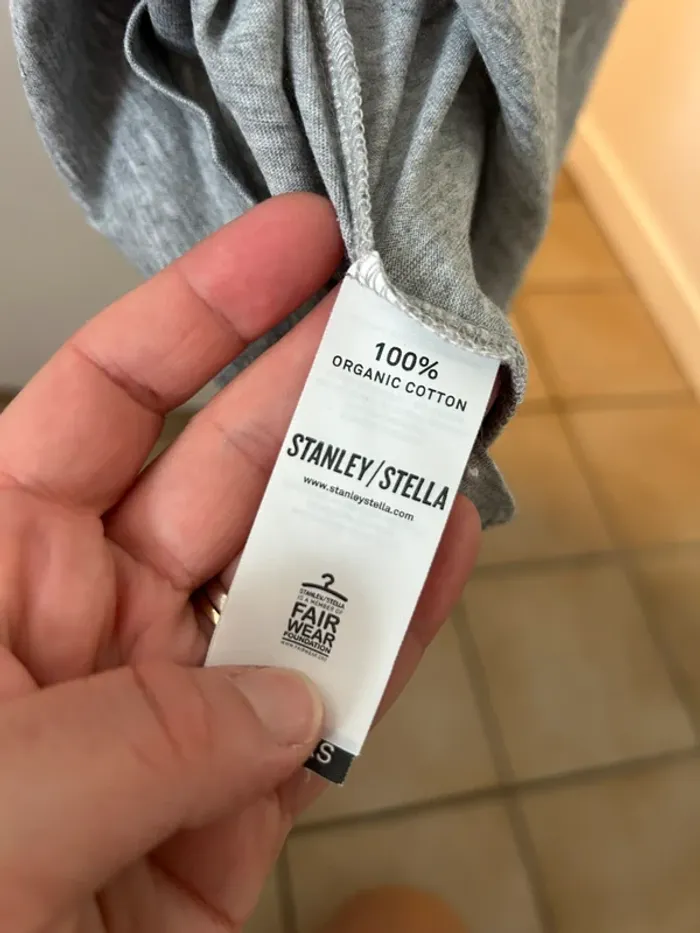 100%
ORGANIC COTTON
STANLEY/STELLA
www.stanleystella.com
STANLEY/STELLA
IS A MEMBER OF
FAIR
WEAR
FOUNDATION
S